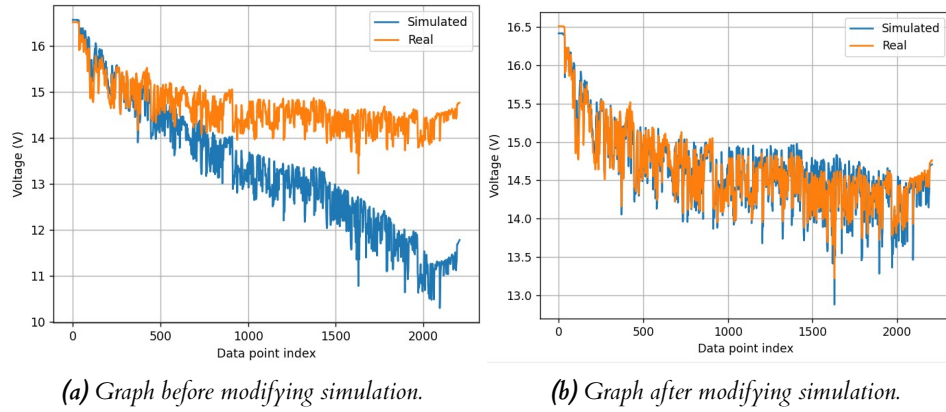 Simulated
Real
16
15
14
13
12
11
10
Voltage (V)
0
500
1000
1500
2000
Data point index
(a) Graph before modifying simulation.
Simulated
Real
16.5
16.0
15.5
15.0
14.5
14.0
13.5
13.0
Voltage (V)
0
500
1000
1500
2000
Data point index
(b) Graph after modifying simulation.